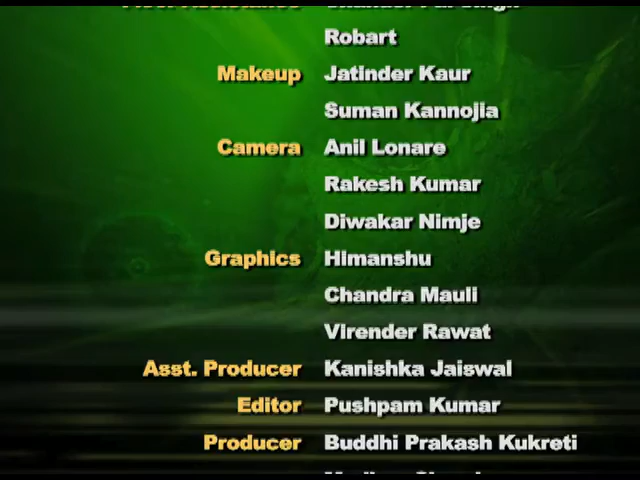 Robart
Makeup Jatinder Kaur
Suman Kannojia
Camera Anil Lonare
Rakesh Kumar
Diwakar Nimje
Graphics Himanshu
Chandra Mauli
Virender Rawat
Asst. Producer Kanishka Jaiswal
Editor Pushpam Kumar
Producer Buddhi Prakash Kukreti